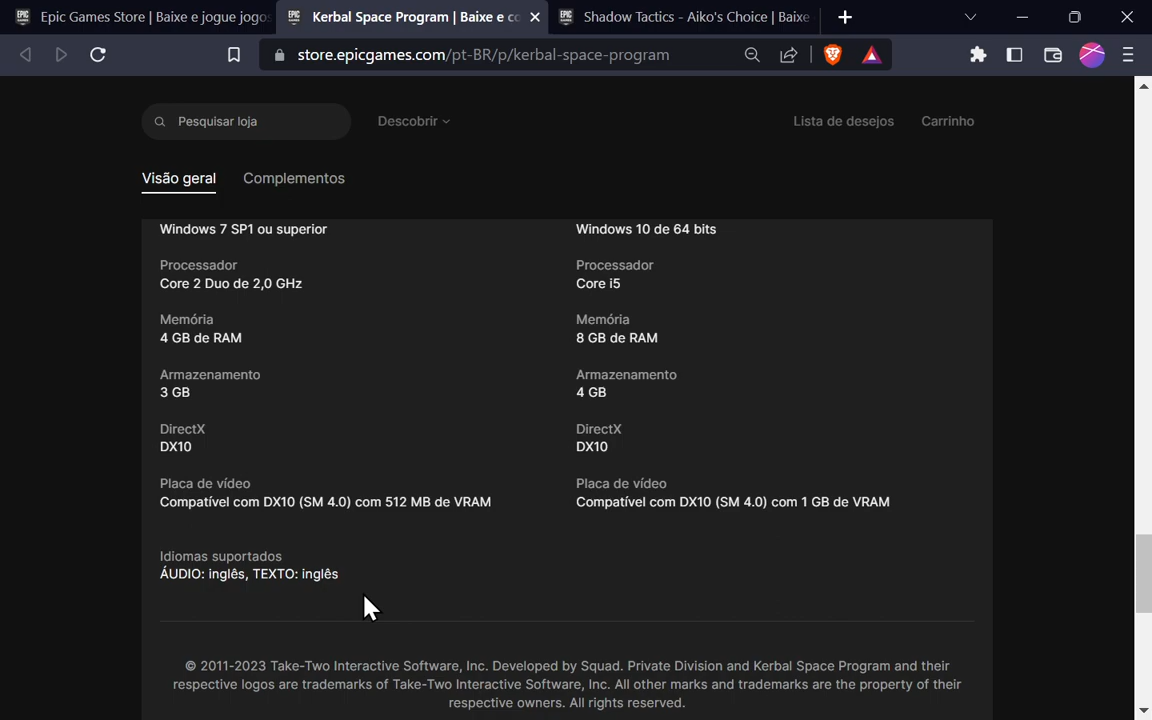 Epic Games Store | Baixe e jogue jogos
Kerbal Space Program | Baixe e co
Shadow Tactics - Aiko's Choice | Baixe
store.epicgames.com/pt-BR/p/kerbal-space-program
Pesquisar loja
Descobrir
Lista de desejos
Carrinho
Visão geral
Complementos
Windows 7 SP1 ou superior
Windows 10 de 64 bits
Processador
Core 2 Duo de 2,0 GHz
Processador
Core i5
Memória
4 GB de RAM
Memória
8 GB de RAM
Armazenamento
3 GB
Armazenamento
4 GB
DirectX
DX10
DirectX
DX10
Placa de vídeo
Compatível com DX10 (SM 4.0) com 512 MB de VRAM
Placa de vídeo
Compatível com DX10 (SM 4.0) com 1 GB de VRAM
Idiomas suportados
ÁUDIO: inglês, TEXTO: inglês
© 2011-2023 Take-Two Interactive Software, Inc. Developed by Squad. Private Division and Kerbal Space Program and their
respective logos are trademarks of Take-Two Interactive Software, Inc. All other marks and trademarks are the property of their
respective owners. All rights reserved.